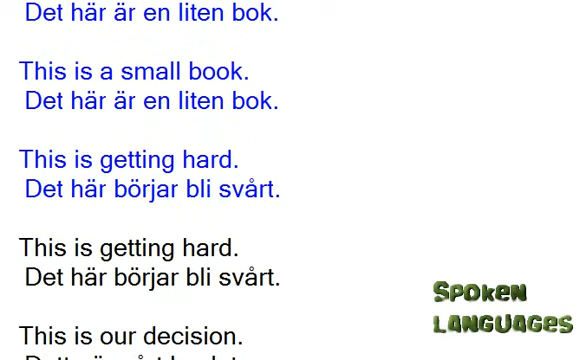 Det här är en liten bok.
This is a small book.
Det här är en liten bok.
This is getting hard.
Det här börjar bli svårt.
This is getting hard.
Det här börjar bli svårt.
This is our decision.
Spoken
Languages